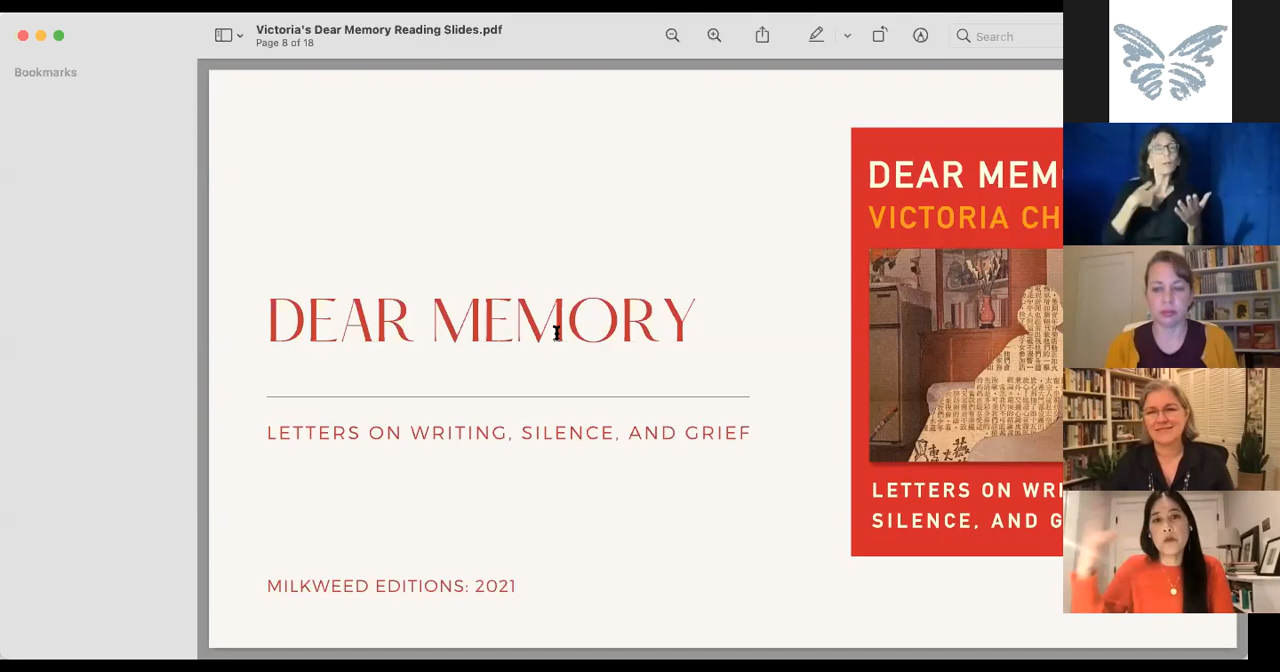 Victoria's Dear Memory Reading Slides.pdf
Page 8 of 18
Search
Bookmarks
DEAR MEMORY
LETTERS ON WRITING, SILENCE, AND GRIEF
MILKWEED EDITIONS: 2021
DEAR MEM
VICTORIA CH
LETTERS ON WRI
SILENCE, AND G